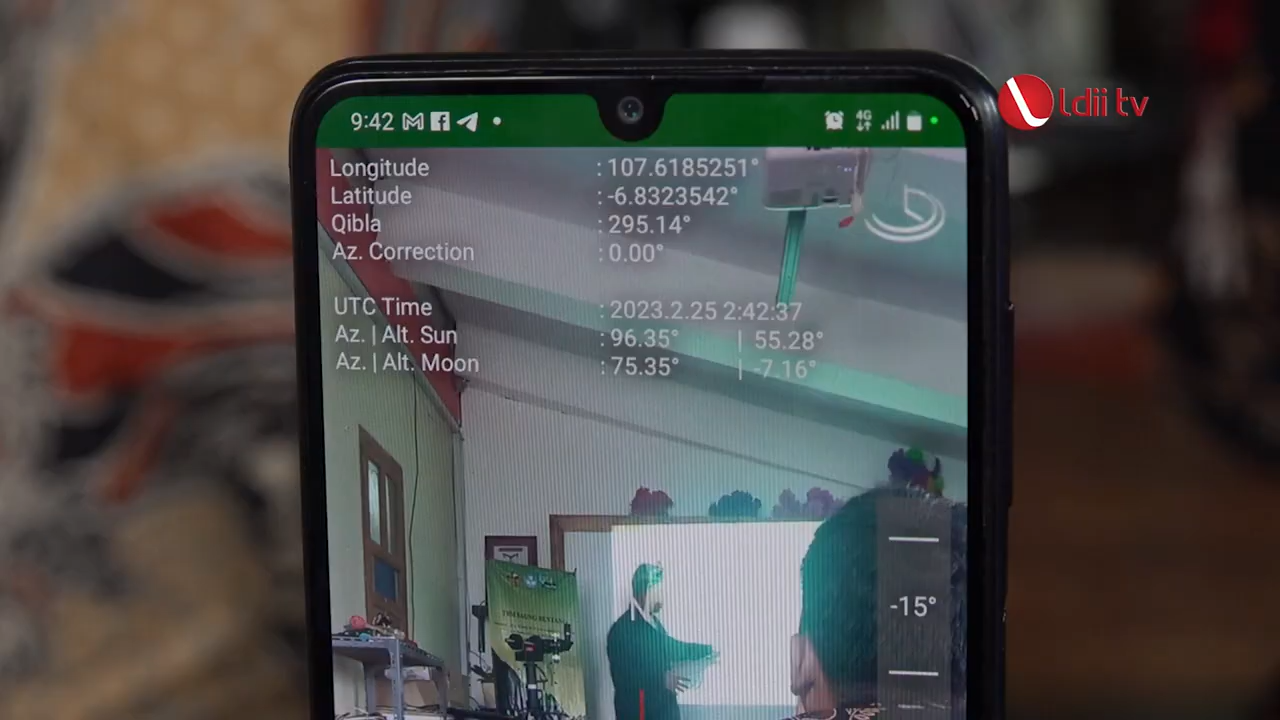 ldii tv
9:42 4G
Longitude : 107.6185251°
Latitude : -6.8323542°
Qibla : 295.14°
Az. Correction : 0.00°
UTC Time : 2023.2.25 2:42:37
Az. | Alt. Sun : 96.35° | 55.28°
Az. | Alt. Moon : 75.35° | -7.16°
N
-15°